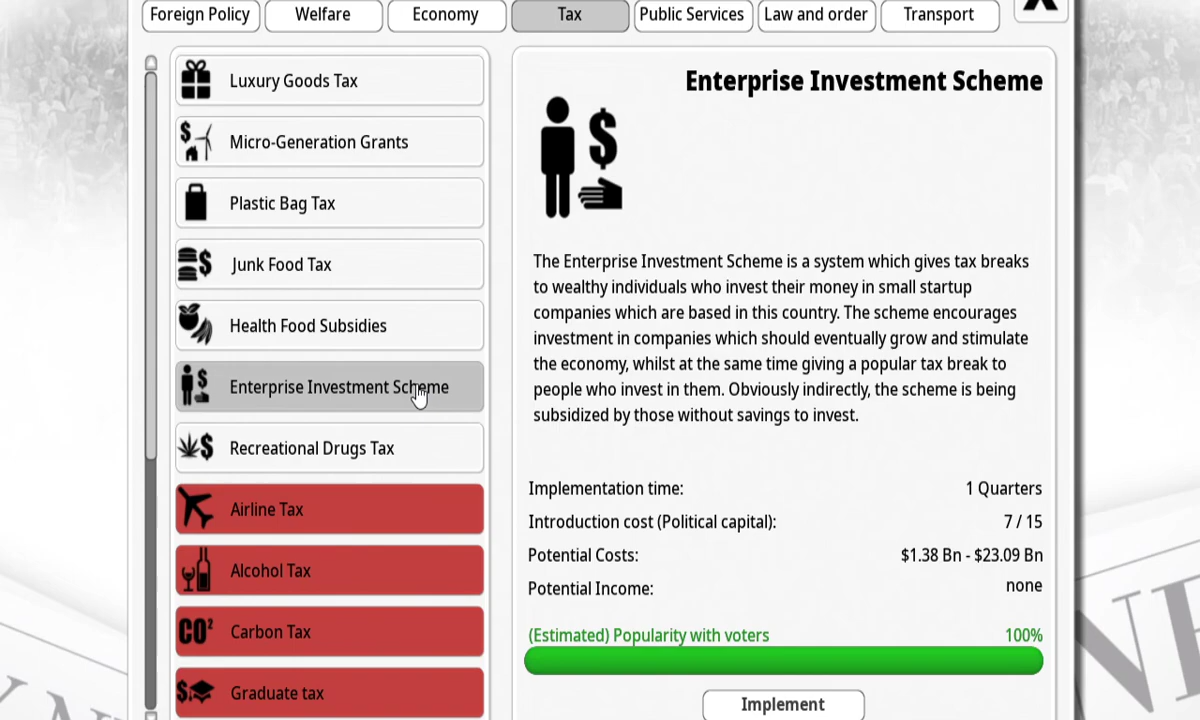 Foreign Policy
Welfare
Economy
Tax
Public Services
Law and order
Transport
X
Luxury Goods Tax
Micro-Generation Grants
Plastic Bag Tax
Junk Food Tax
Health Food Subsidies
Enterprise Investment Scheme
Recreational Drugs Tax
Airline Tax
Alcohol Tax
CO² Carbon Tax
Graduate tax
Enterprise Investment Scheme
The Enterprise Investment Scheme is a system which gives tax breaks
to wealthy individuals who invest their money in small startup
companies which are based in this country. The scheme encourages
investment in companies which should eventually grow and stimulate
the economy, whilst at the same time giving a popular tax break to
people who invest in them. Obviously indirectly, the scheme is being
subsidized by those without savings to invest.
Implementation time: 1 Quarters
Introduction cost (Political capital): 7 / 15
Potential Costs: $1.38 Bn - $23.09 Bn
Potential Income: none
(Estimated) Popularity with voters 100%
Implement